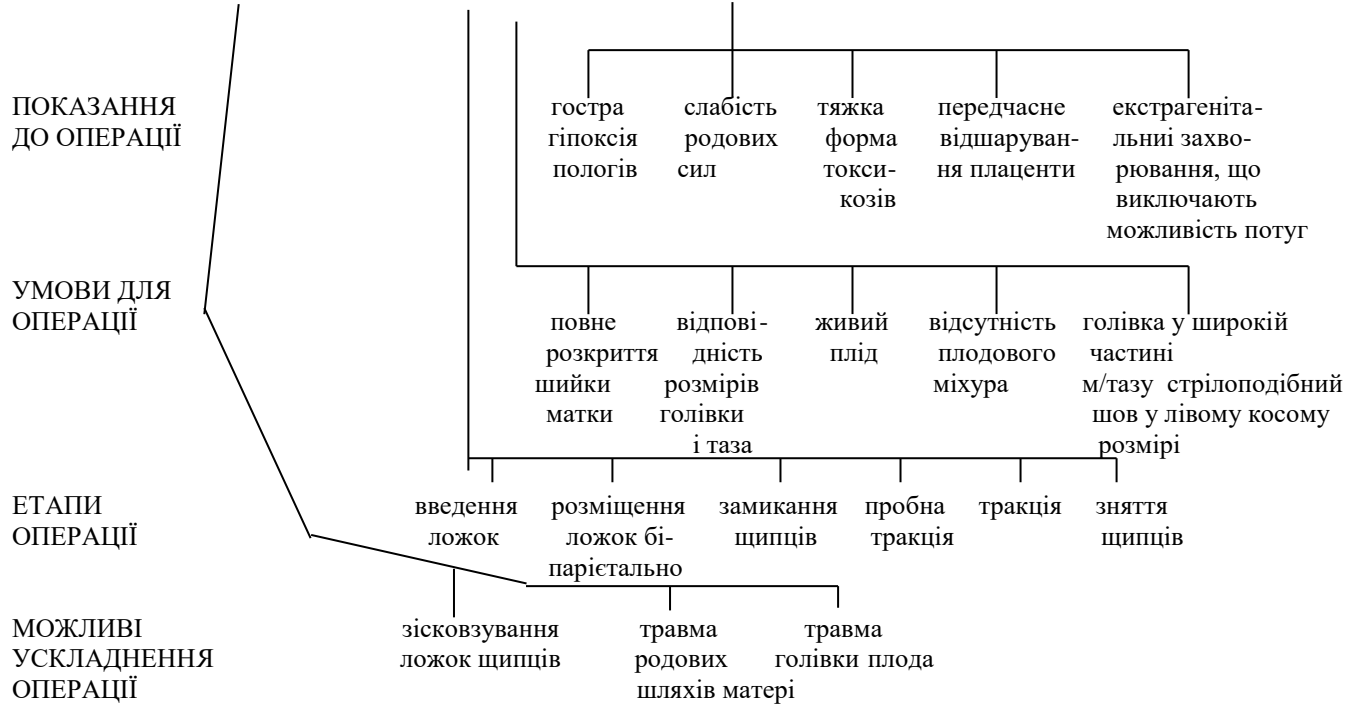 ПОКАЗАННЯ
ДО ОПЕРАЦІЇ
гостра
гіпоксія
пологів
слабість
родових
сил
тяжка
форма
токси-
козів
передчасне
відшаруван-
ня плаценти
екстрагеніта-
льниі захво-
рювання, що
виключають
можливість потуг
УМОВИ ДЛЯ
ОПЕРАЦІЇ
повне
розкриття
шийки
матки
відпові-
дність
розмірів
голівки
і таза
живий
плід
відсутність
плодового
міхура
голівка у широкій
частині
м/тазу стрілоподібний
шов у лівому косому
розмірі
ЕТАПИ
ОПЕРАЦІЇ
введення
ложок
розміщення
ложок бі-
парієтально
замикання
щипців
пробна
тракція
тракція
зняття
щипців
МОЖЛИВІ
УСКЛАДНЕННЯ
ОПЕРАЦІЇ
зісковзування
ложок щипців
травма
родових
шляхів матері
травма
голівки плода